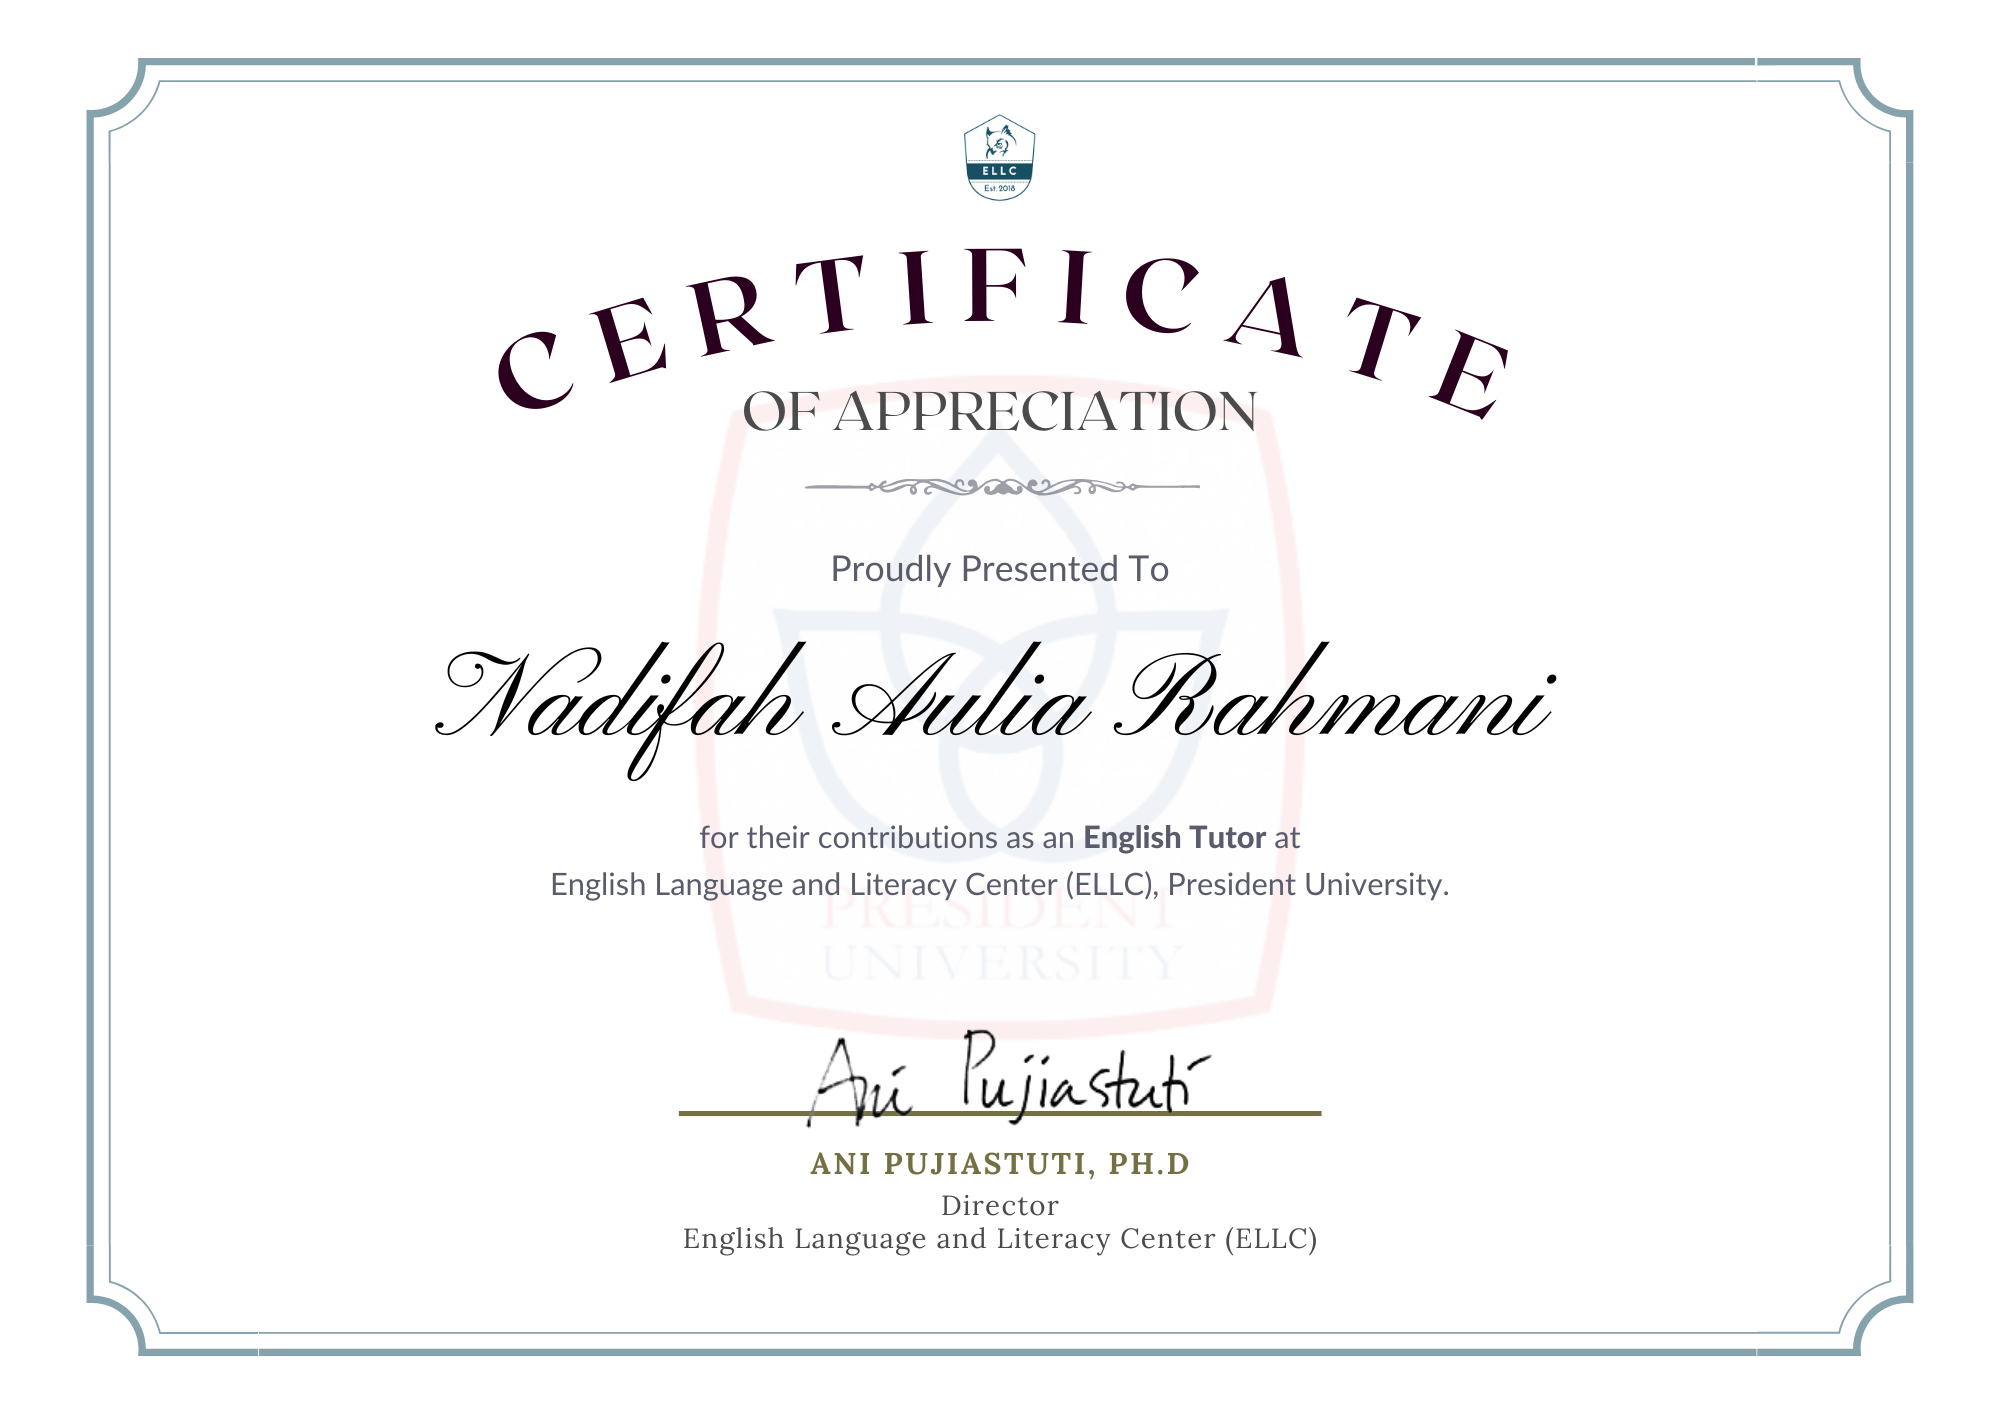 ELLC
Est. 2018
CERTIFICATE
OF APPRECIATION
Proudly Presented To
Nadifah Aulia Rahmani
for their contributions as an English Tutor at
English Language and Literacy Center (ELLC), President University.
PRESIDENT
UNIVERSITY
Ani Pujiastuti
ANI PUJIASTUTI, PH.D
Director
English Language and Literacy Center (ELLC)